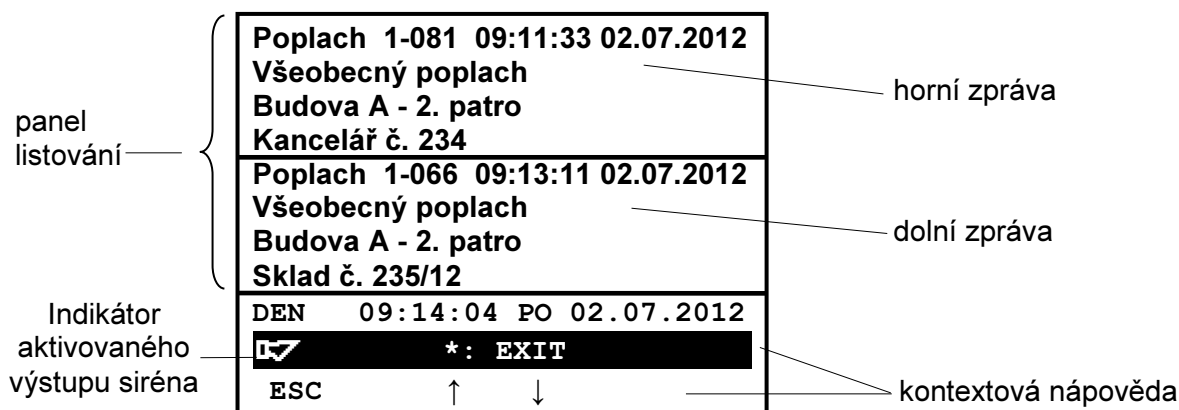 Poplach 1-081 09:11:33 02.07.2012
Všeobecný poplach
Budova A - 2. patro
Kancelář č. 234
Poplach 1-066 09:13:11 02.07.2012
Všeobecný poplach
Budova A - 2. patro
Sklad č. 235/12
DEN 09:14:04 PO 02.07.2012
*: EXIT
ESC ↑ ↓
panel
listování
Indikátor
aktivovaného
výstupu siréna
horní zpráva
dolní zpráva
kontextová nápověda